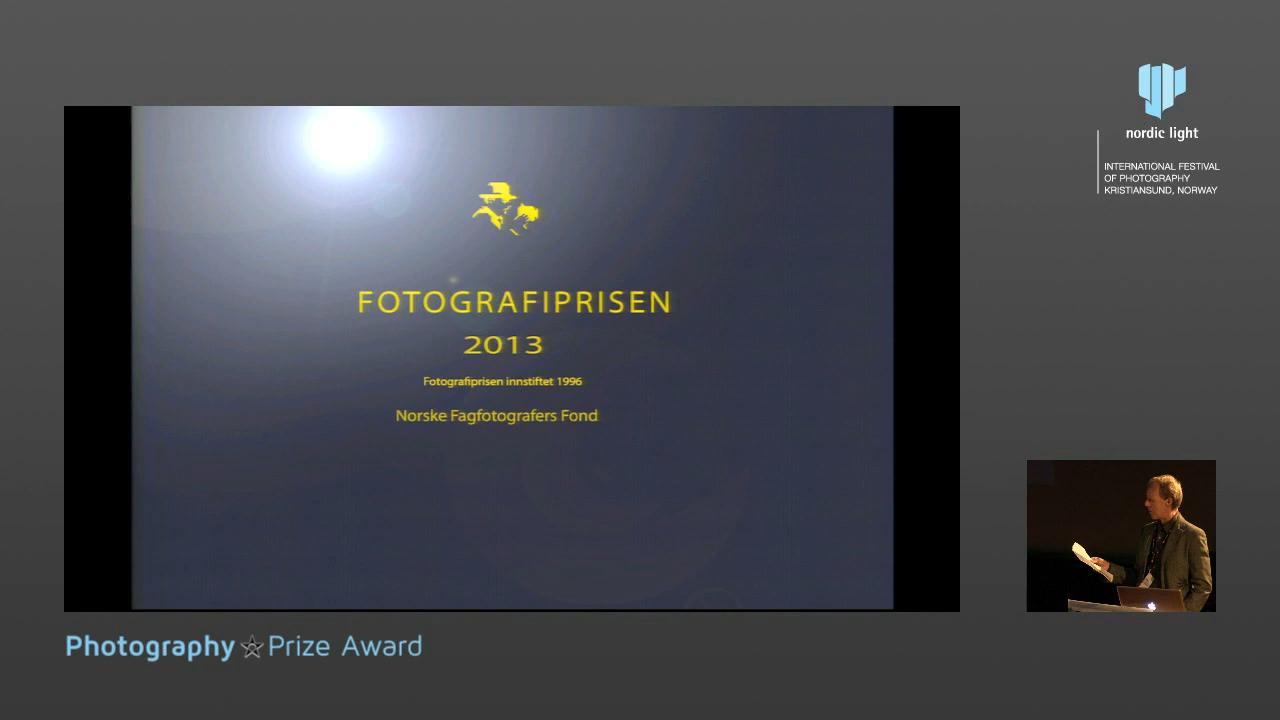 nordic light
INTERNATIONAL FESTIVAL
OF PHOTOGRAPHY
KRISTIANSUND, NORWAY
FOTOGRAFIPRISEN
2013
Fotografiprisen innstiftet 1996
Norske Fagfotografers Fond
Photography Prize Award